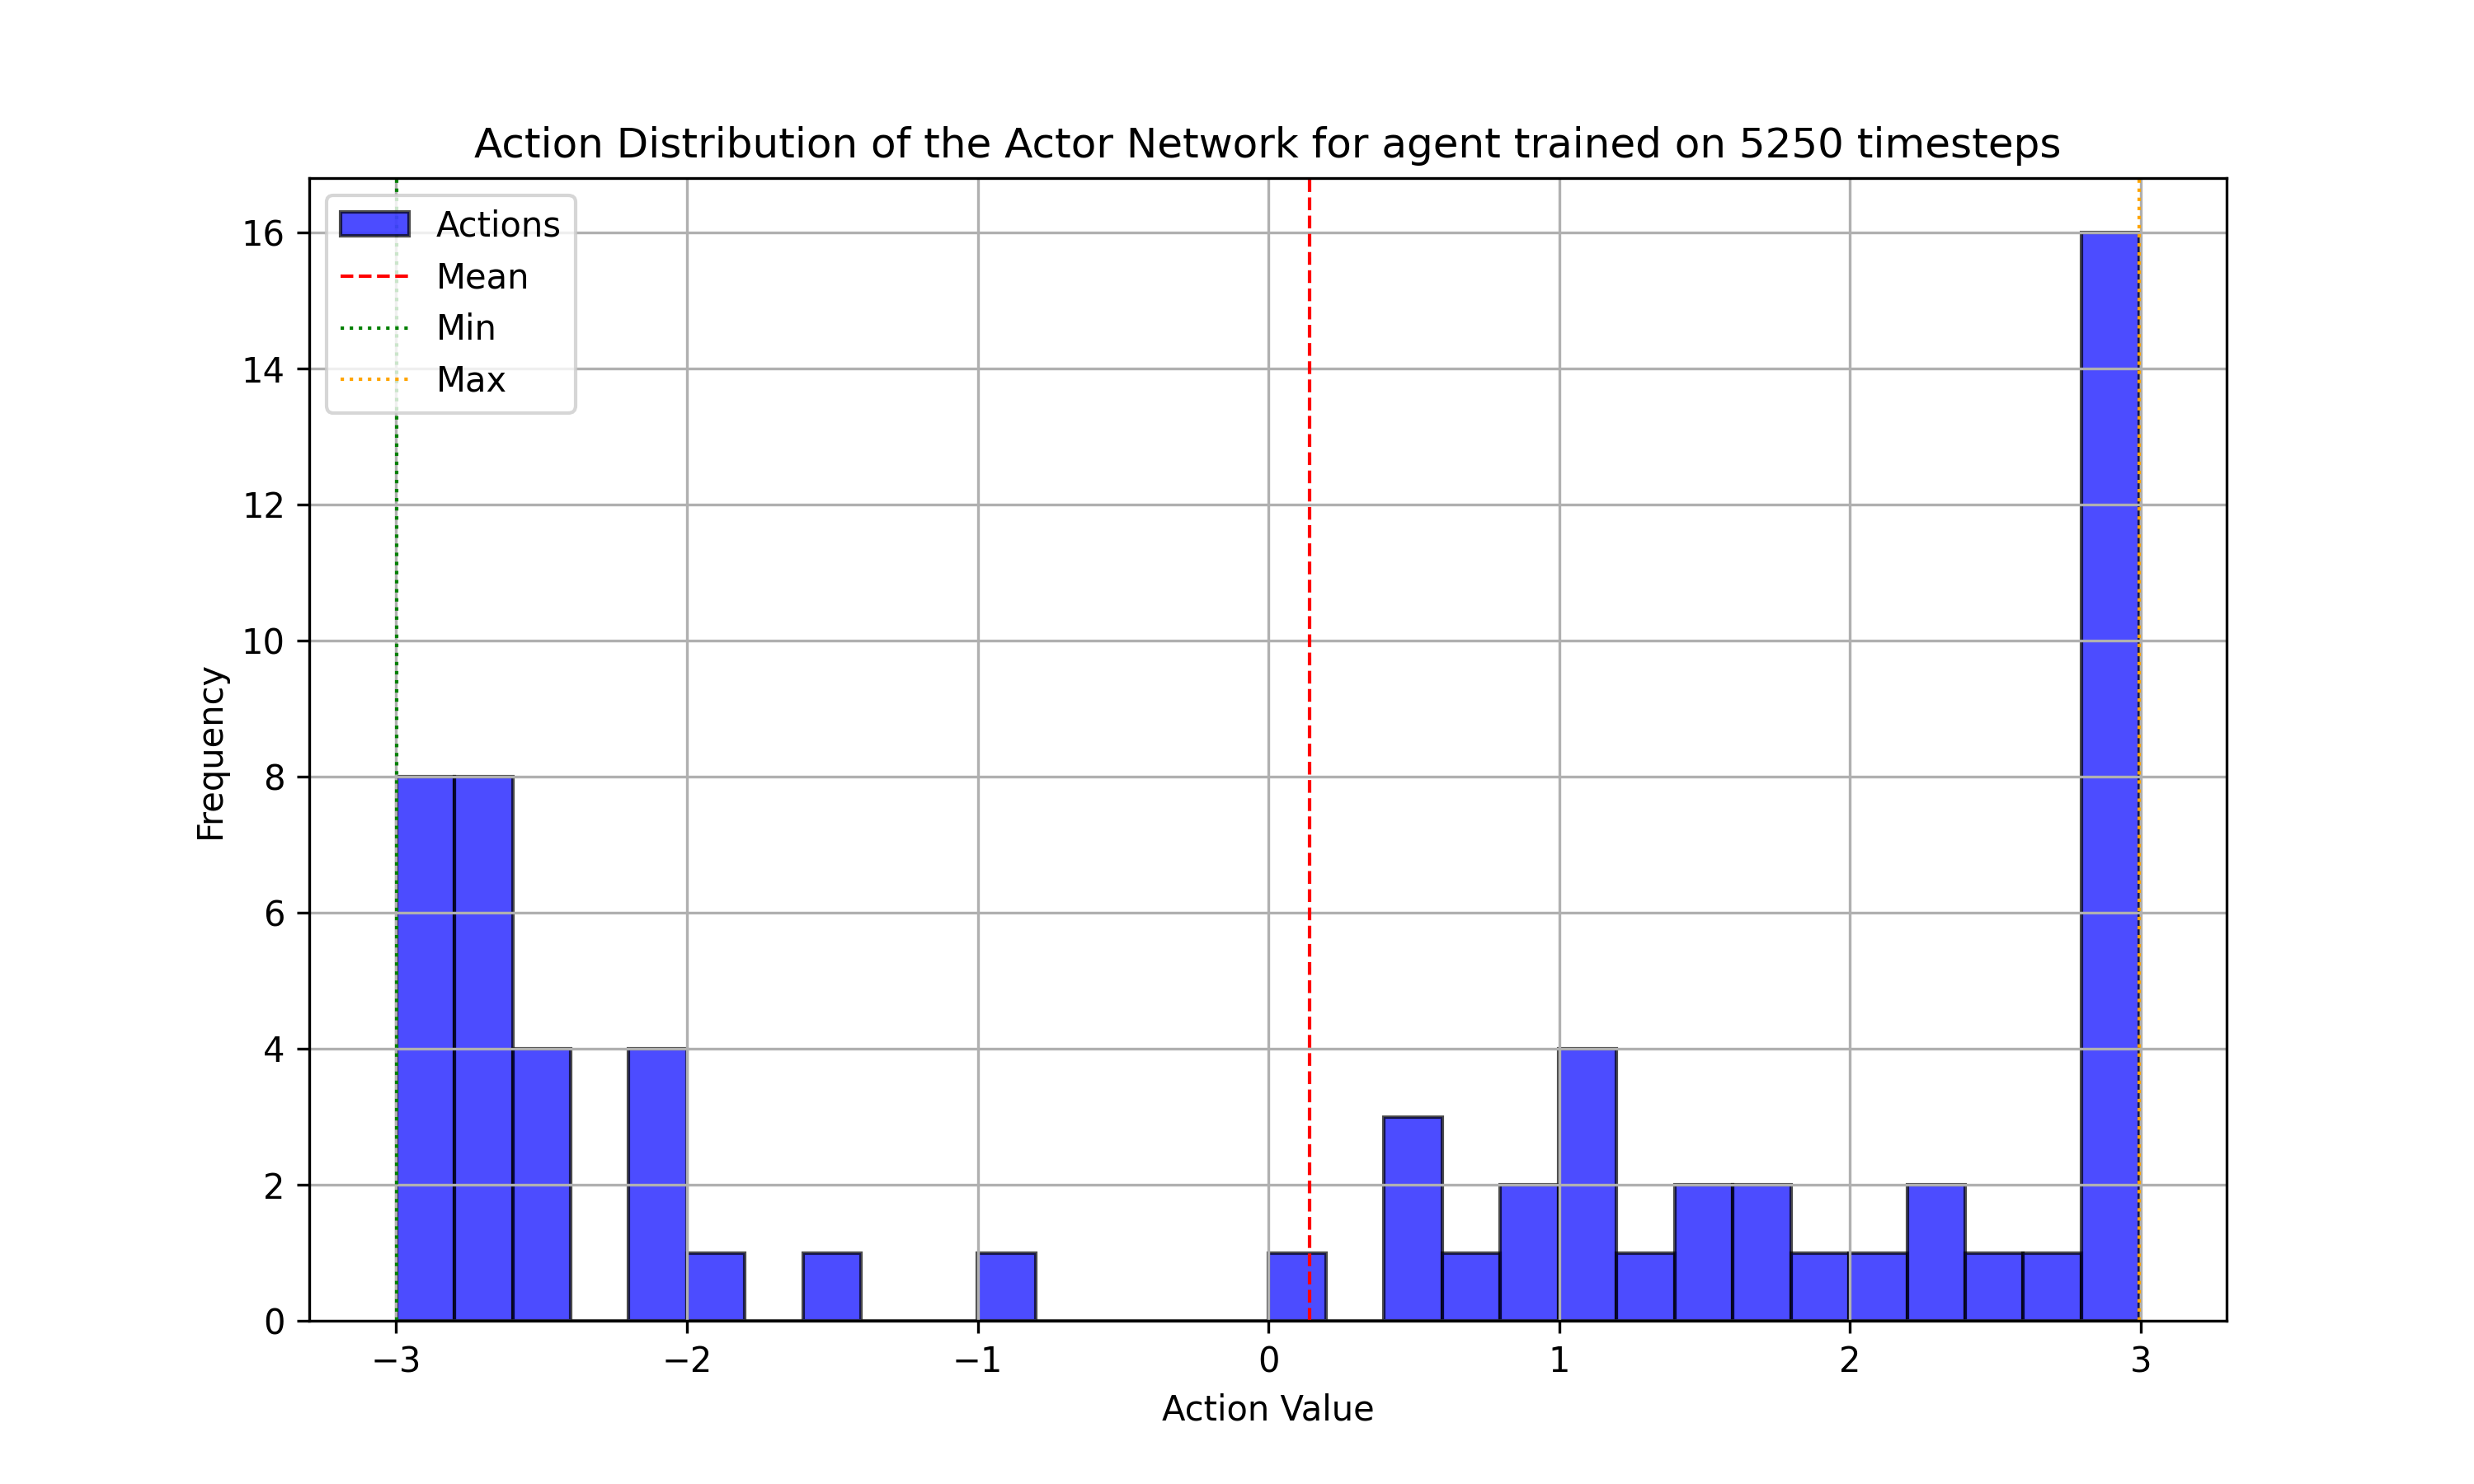 Action Distribution of the Actor Network for agent trained on 5250 timesteps
Actions
Mean
Min
Max
16
14
12
10
8
6
4
2
0
Frequency
−3
−2
−1
0
1
2
3
Action Value